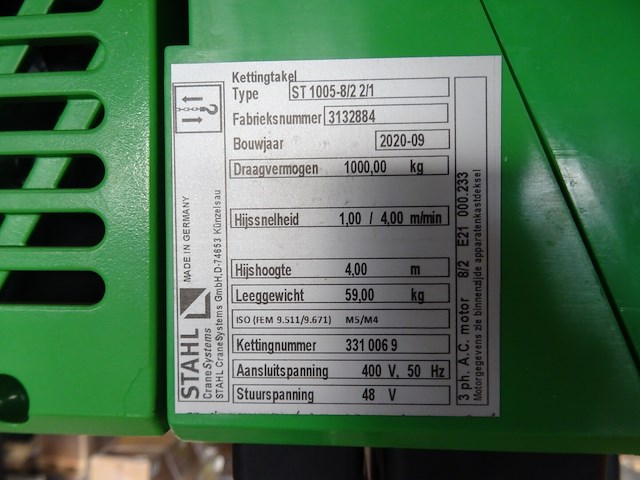 Kettingtakel
Type ST 1005-8/2 2/1
Fabrieksnummer 3132884
Bouwjaar 2020-09
Draagvermogen 1000,00 kg
Hijssnelheid 1,00 / 4,00 m/min
Hijshoogte 4,00 m
Leeggewicht 59,00 kg
ISO (FEM 9.511/9.671) M5/M4
Kettingnummer 331 006 9
Aansluitspanning 400 V, 50 Hz
Stuurspanning 48 V
STAHL
CraneSystems
MADE IN GERMANY
STAHL CraneSystems GmbH, D-74653 Künzelsau
3 ph. A.C. motor 8/2 E21 000.233
Motorgegevens zie binnenzijde apparatenkastdeksel